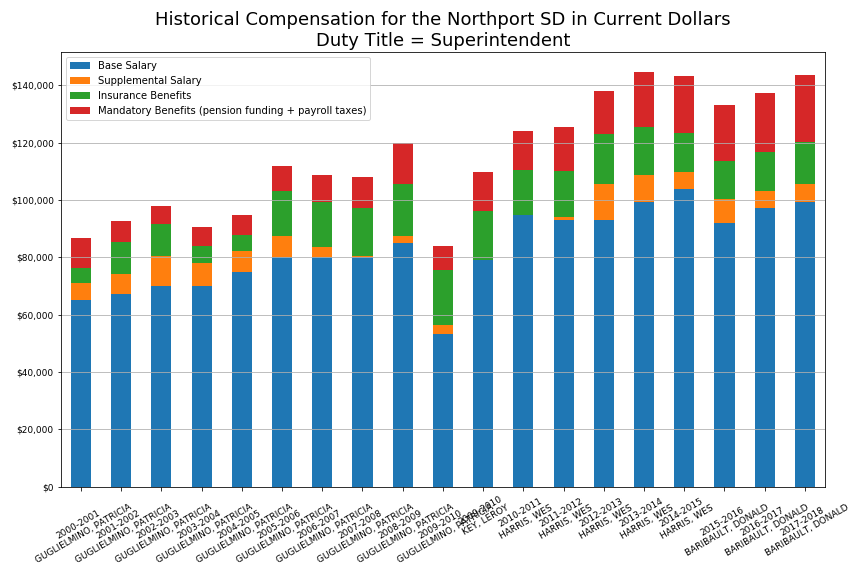 Historical Compensation for the Northport SD in Current Dollars
Duty Title = Superintendent
Base Salary
Supplemental Salary
Insurance Benefits
Mandatory Benefits (pension funding + payroll taxes)
$140,000
$120,000
$100,000
$80,000
$60,000
$40,000
$20,000
$0
2000-2001
GUGLIELMINO, PATRICIA
2001-2002
GUGLIELMINO, PATRICIA
2002-2003
GUGLIELMINO, PATRICIA
2003-2004
GUGLIELMINO, PATRICIA
2004-2005
GUGLIELMINO, PATRICIA
2005-2006
GUGLIELMINO, PATRICIA
2006-2007
GUGLIELMINO, PATRICIA
2007-2008
GUGLIELMINO, PATRICIA
2008-2009
GUGLIELMINO, PATRICIA
2009-2010
GUGLIELMINO, PATRICIA
2009-2010
KEY, LEROY
2010-2011
HARRIS, WES
2011-2012
HARRIS, WES
2012-2013
HARRIS, WES
2013-2014
HARRIS, WES
2014-2015
HARRIS, WES
2015-2016
BARIBAULT, DONALD
2016-2017
BARIBAULT, DONALD
2017-2018
BARIBAULT, DONALD